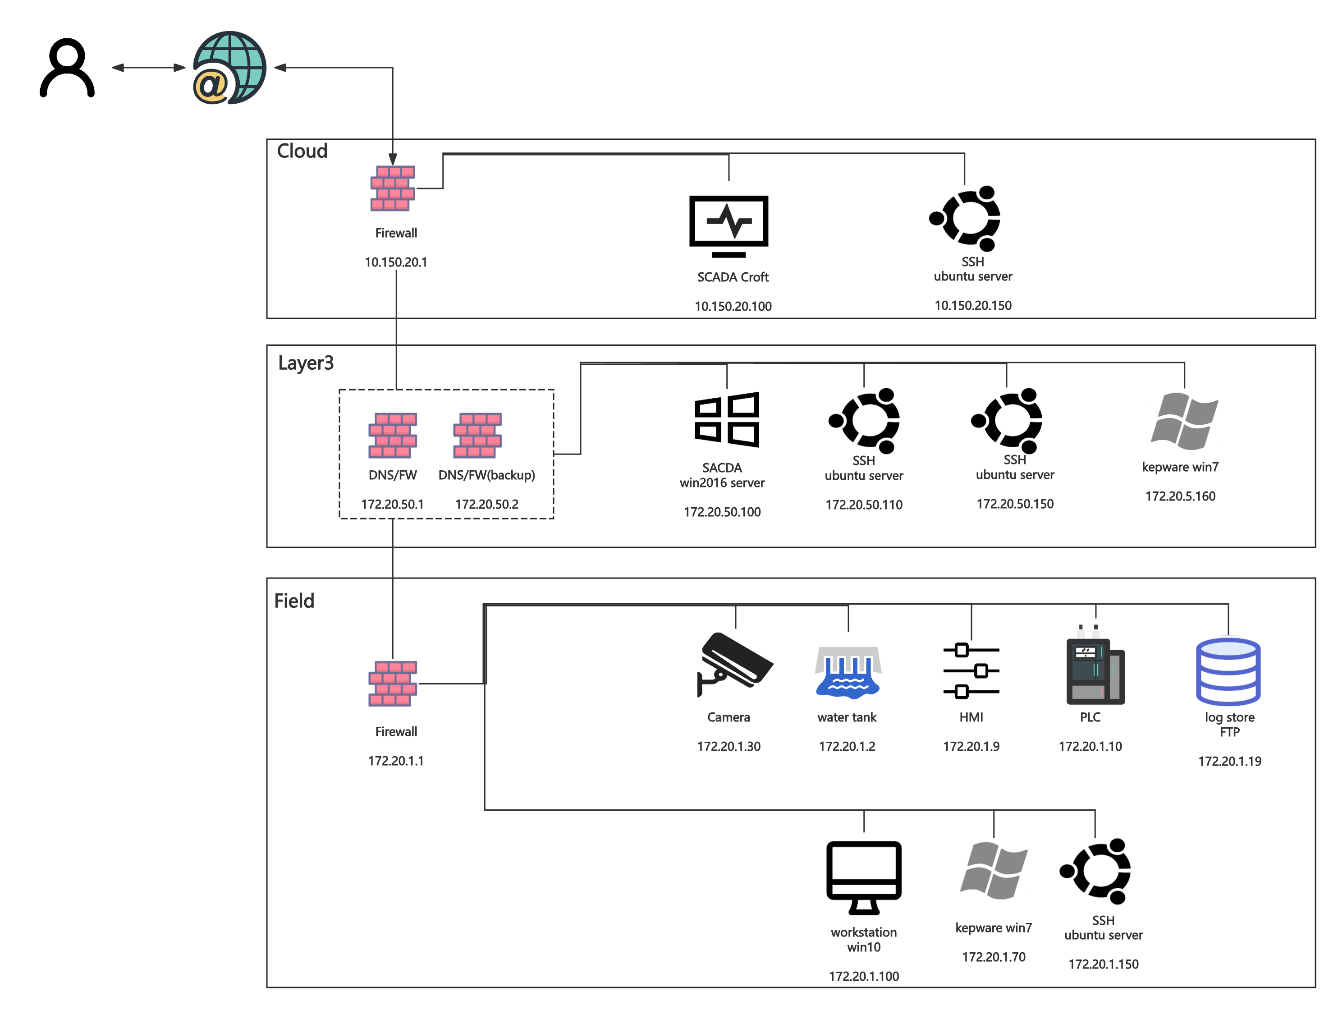 @
Cloud
Firewall
10.150.20.1
SCADA Croft
10.150.20.100
SSH
ubuntu server
10.150.20.150
Layer3
DNS/FW
172.20.50.1
DNS/FW(backup)
172.20.50.2
SACDA
win2016 server
172.20.50.100
SSH
ubuntu server
172.20.50.110
SSH
ubuntu server
172.20.50.150
kepware win7
172.20.5.160
Field
Firewall
172.20.1.1
Camera
172.20.1.30
water tank
172.20.1.2
HMI
172.20.1.9
PLC
172.20.1.10
log store
FTP
172.20.1.19
workstation
win10
172.20.1.100
kepware win7
172.20.1.70
SSH
ubuntu server
172.20.1.150